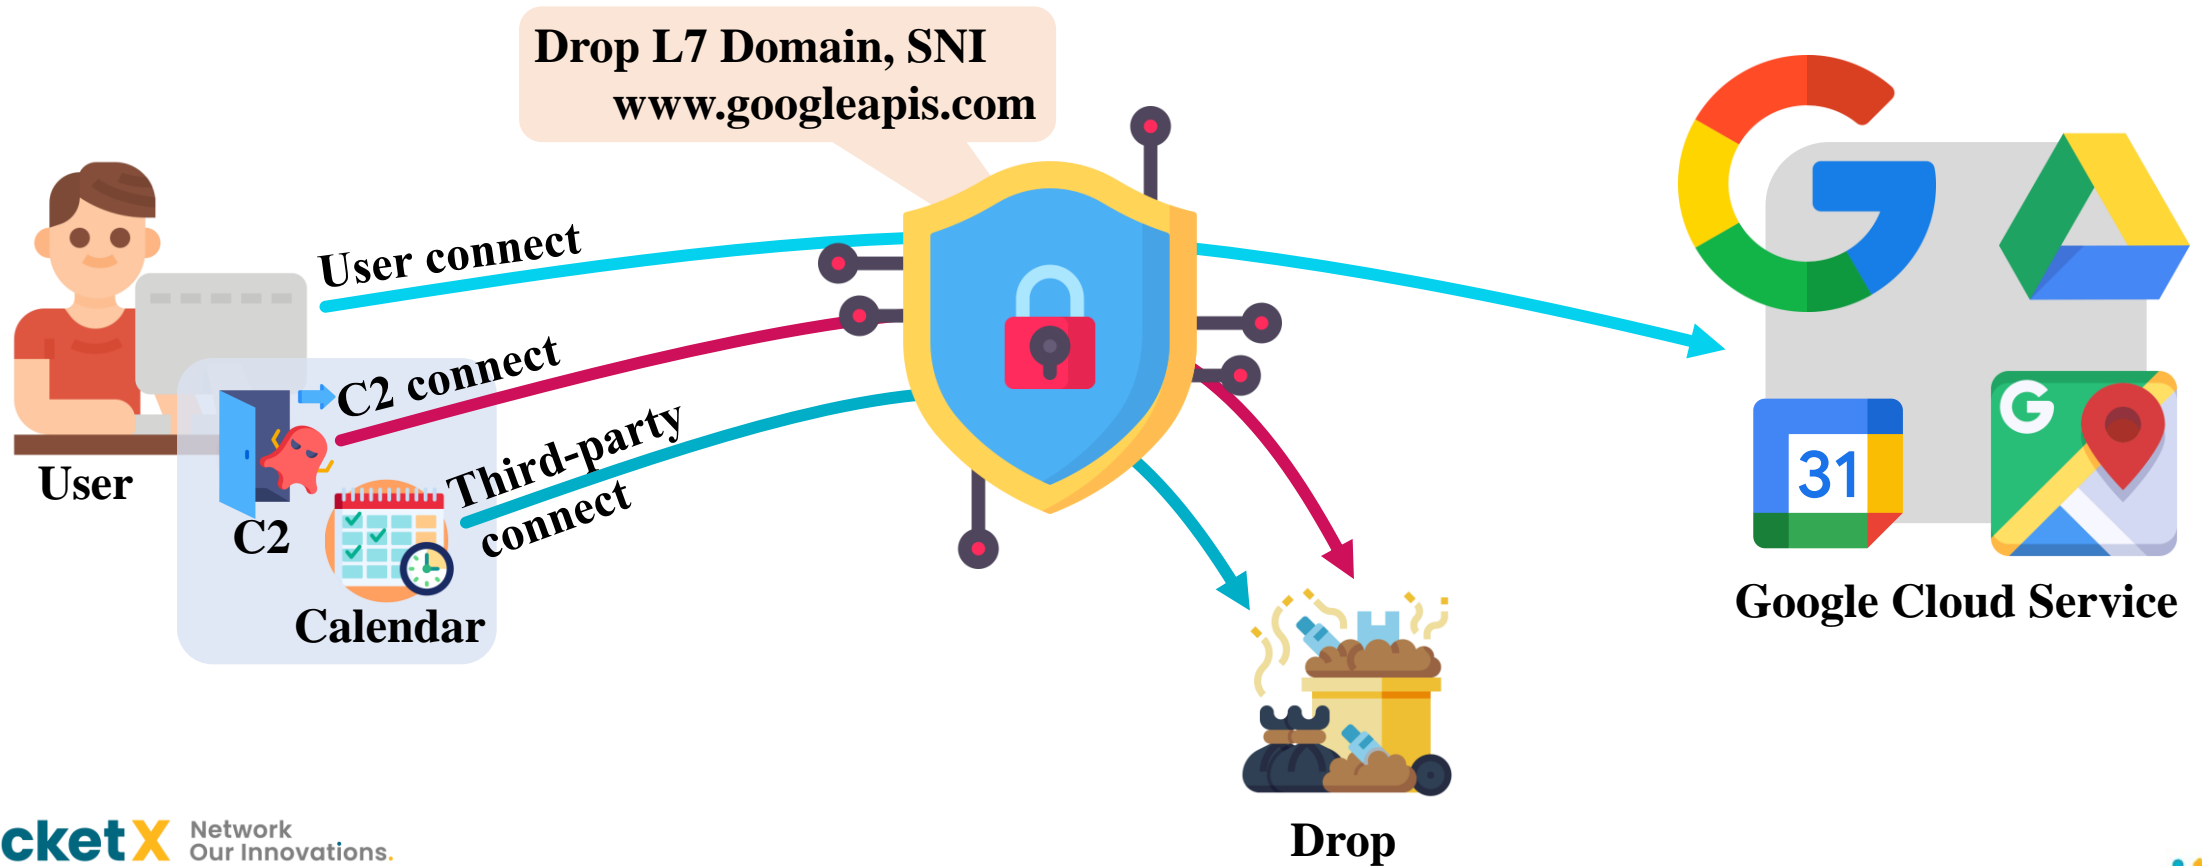 Drop L7 Domain, SNI
www.googleapis.com
User connect
C2 connect
Third-party
connect
User
C2
Calendar
31
G
Google Cloud Service
Drop
cketX
Network
Our Innovations.